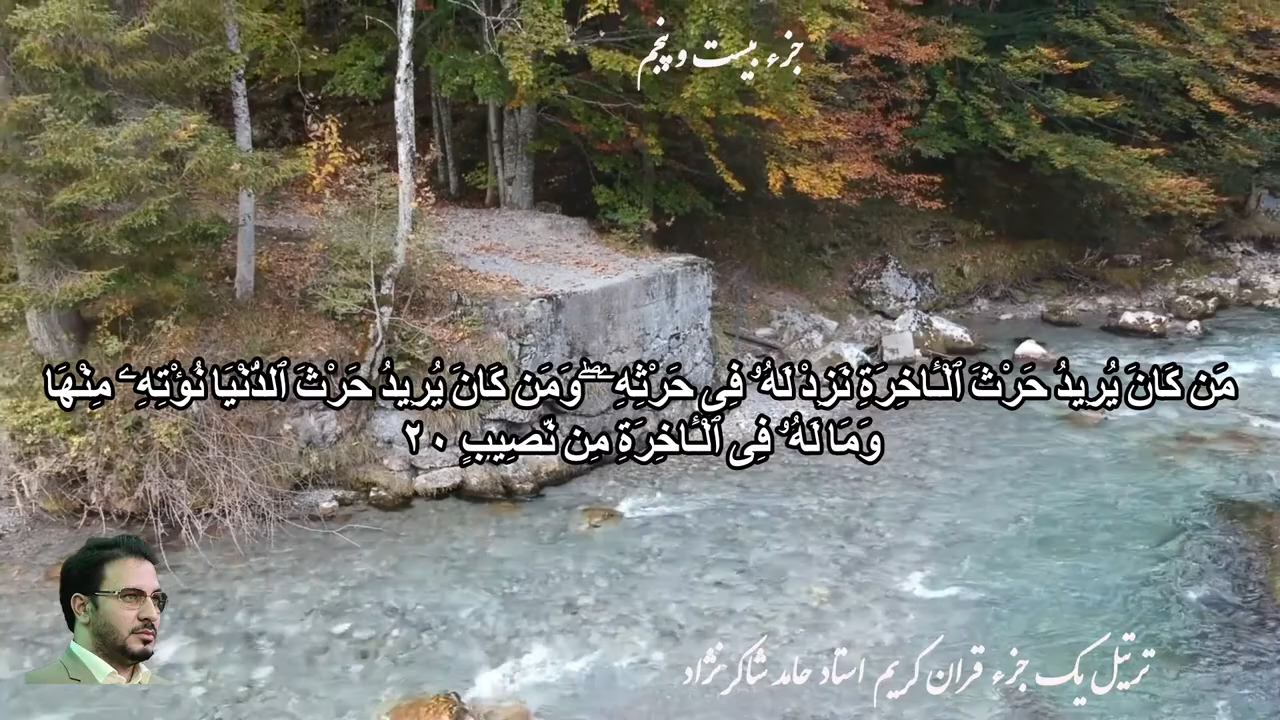 جزء بیست و پنجم
مَن كَانَ يُرِيدُ حَرْثَ ٱلْـَٔاخِرَةِ نَزِدْ لَهُۥ فِى حَرْثِهِۦ ۖ وَمَن كَانَ يُرِيدُ حَرْثَ ٱلدُّنْيَا نُؤْتِهِۦ مِنْهَا
وَمَا لَهُۥ فِى ٱلْـَٔاخِرَةِ مِن نَّصِيبٍ ٢٠
ترتیل یک جزء قران کریم استاد حامد شاکرنژاد